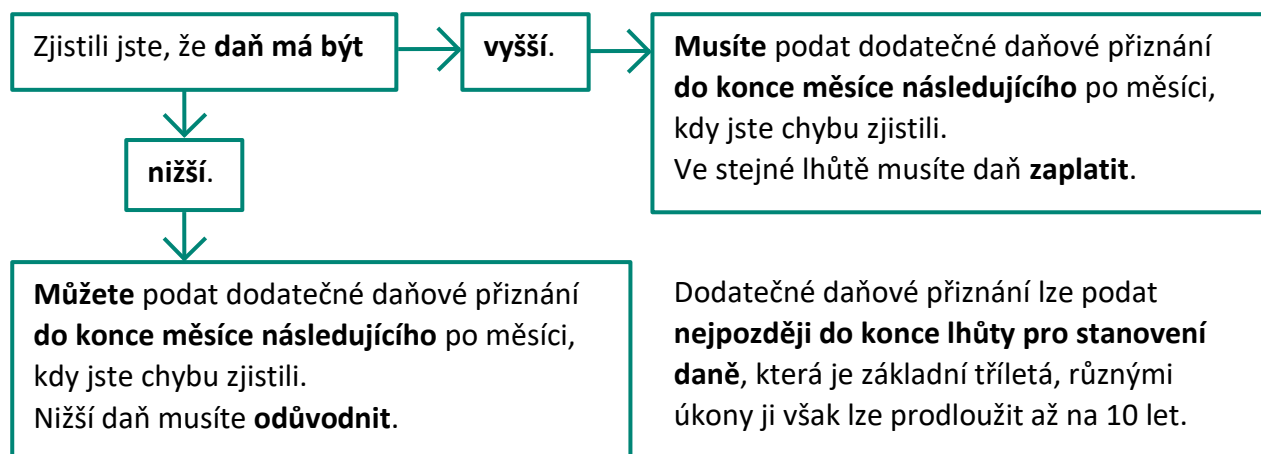 Zjistili jste, že daň má být
vyšší.
Musíte podat dodatečné daňové přiznání
do konce měsíce následujícího po měsíci,
kdy jste chybu zjistili.
Ve stejné lhůtě musíte daň zaplatit.
nižší.
Můžete podat dodatečné daňové přiznání
do konce měsíce následujícího po měsíci,
kdy jste chybu zjistili.
Nižší daň musíte odůvodnit.
Dodatečné daňové přiznání lze podat
nejpozději do konce lhůty pro stanovení
daně, která je základní tříletá, různými
úkony ji však lze prodloužit až na 10 let.